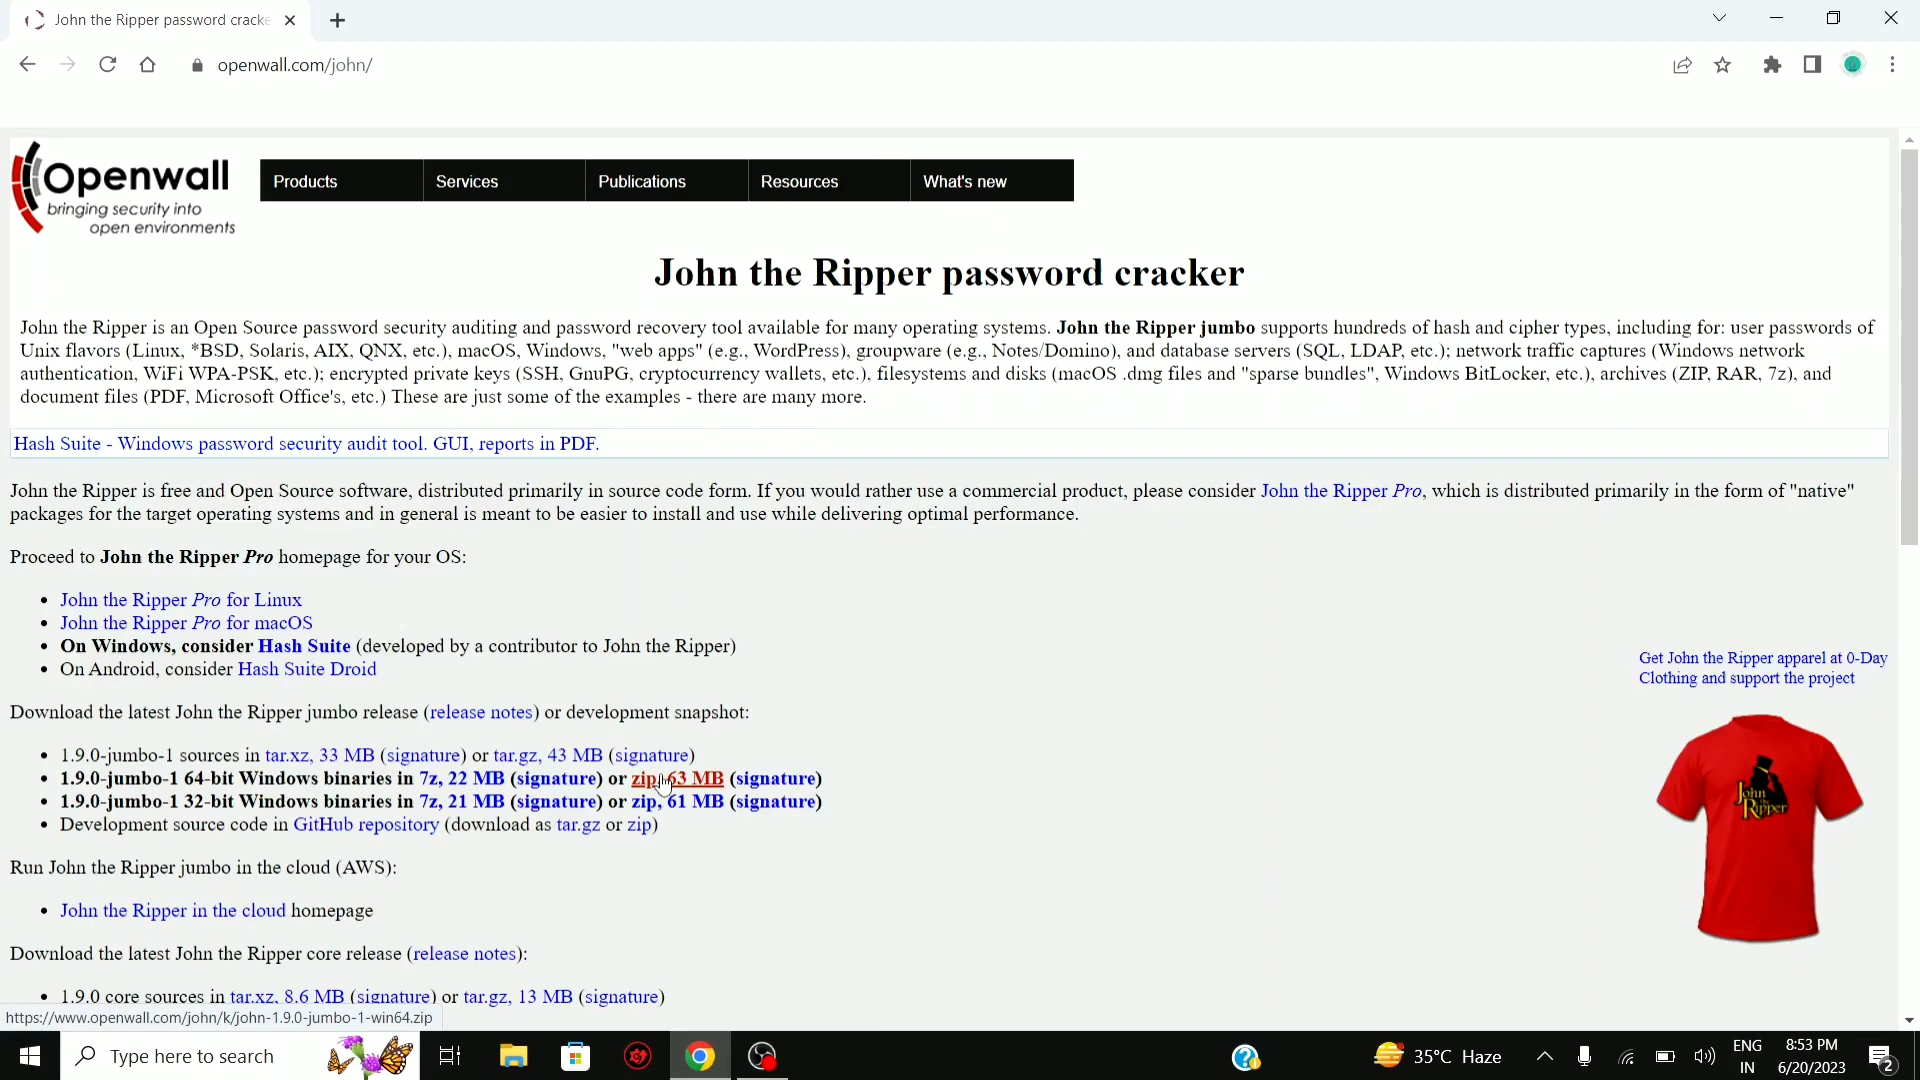 John the Ripper password cracke
openwall.com/john/
Openwall
bringing security into
open environments
Products
Services
Publications
Resources
What's new
John the Ripper password cracker
John the Ripper is an Open Source password security auditing and password recovery tool available for many operating systems. John the Ripper jumbo supports hundreds of hash and cipher types, including for: user passwords of
Unix flavors (Linux, *BSD, Solaris, AIX, QNX, etc.), macOS, Windows, "web apps" (e.g., WordPress), groupware (e.g., Notes/Domino), and database servers (SQL, LDAP, etc.); network traffic captures (Windows network
authentication, WiFi WPA-PSK, etc.); encrypted private keys (SSH, GnuPG, cryptocurrency wallets, etc.), filesystems and disks (macOS .dmg files and "sparse bundles", Windows BitLocker, etc.), archives (ZIP, RAR, 7z), and
document files (PDF, Microsoft Office's, etc.) These are just some of the examples - there are many more.
Hash Suite - Windows password security audit tool. GUI, reports in PDF.
John the Ripper is free and Open Source software, distributed primarily in source code form. If you would rather use a commercial product, please consider John the Ripper Pro, which is distributed primarily in the form of "native"
packages for the target operating systems and in general is meant to be easier to install and use while delivering optimal performance.
Proceed to John the Ripper Pro homepage for your OS:
• John the Ripper Pro for Linux
• John the Ripper Pro for macOS
• On Windows, consider Hash Suite (developed by a contributor to John the Ripper)
• On Android, consider Hash Suite Droid
Get John the Ripper apparel at 0-Day
Clothing and support the project
John
the
Ripper
Download the latest John the Ripper jumbo release (release notes) or development snapshot:
• 1.9.0-jumbo-1 sources in tar.xz, 33 MB (signature) or tar.gz, 43 MB (signature)
• 1.9.0-jumbo-1 64-bit Windows binaries in 7z, 22 MB (signature) or zip, 63 MB (signature)
• 1.9.0-jumbo-1 32-bit Windows binaries in 7z, 21 MB (signature) or zip, 61 MB (signature)
• Development source code in GitHub repository (download as tar.gz or zip)
Run John the Ripper jumbo in the cloud (AWS):
• John the Ripper in the cloud homepage
Download the latest John the Ripper core release (release notes):
• 1.9.0 core sources in tar.xz, 8.6 MB (signature) or tar.gz, 13 MB (signature)
https://www.openwall.com/john/k/john-1.9.0-jumbo-1-win64.zip
Type here to search
35°C Haze
ENG
IN
8:53 PM
6/20/2023
2